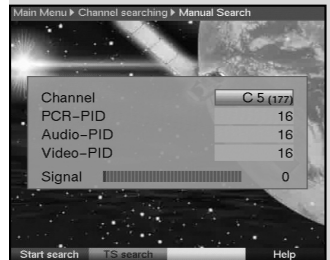 Main Menu ▶ Channel searching ▶ Manual Search
Channel C 5 (177)
PCR-PID 16
Audio-PID 16
Video-PID 16
Signal 0
Start search TS search Help